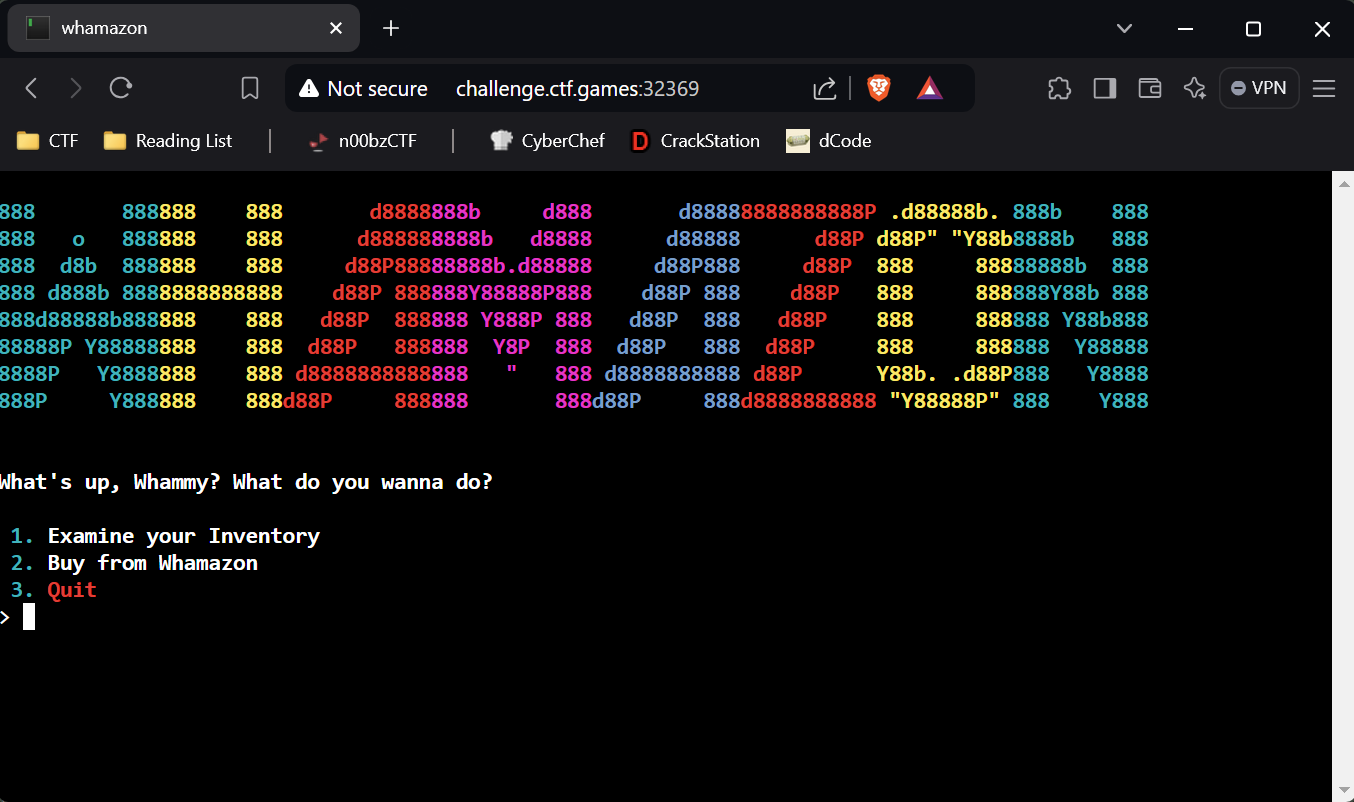 whamazon
Not secure challenge.ctf.games:32369 VPN
CTF Reading List | n00bzCTF | CyberChef D CrackStation dCode
888       888888    888       d8888888b     d888       d88888888888888P .d88888b. 888b    888
888   o   888888    888      d888888888b   d8888      d88888      d88P d88P" "Y88b8888b   888
888  d8b  888888    888     d88P88888888b.d88888     d88P888     d88P  888     88888888b  888
888 d888b 8888888888888    d88P 888888Y88888P888    d88P 888    d88P   888     888888Y88b 888
888d88888b888888    888   d88P  888888 Y888P 888   d88P  888   d88P    888     888888 Y88b888
88888P Y88888888    888  d88P   888888  Y8P  888  d88P   888  d88P     888     888888  Y88888
8888P   Y8888888    888 d8888888888888   "   888 d8888888888 d88P      Y88b. .d88P888   Y8888
888P     Y888888    888d88P     888888       888d88P     888d8888888888 "Y88888P" 888    Y888
What's up, Whammy? What do you wanna do?
1. Examine your Inventory
2. Buy from Whamazon
3. Quit
>